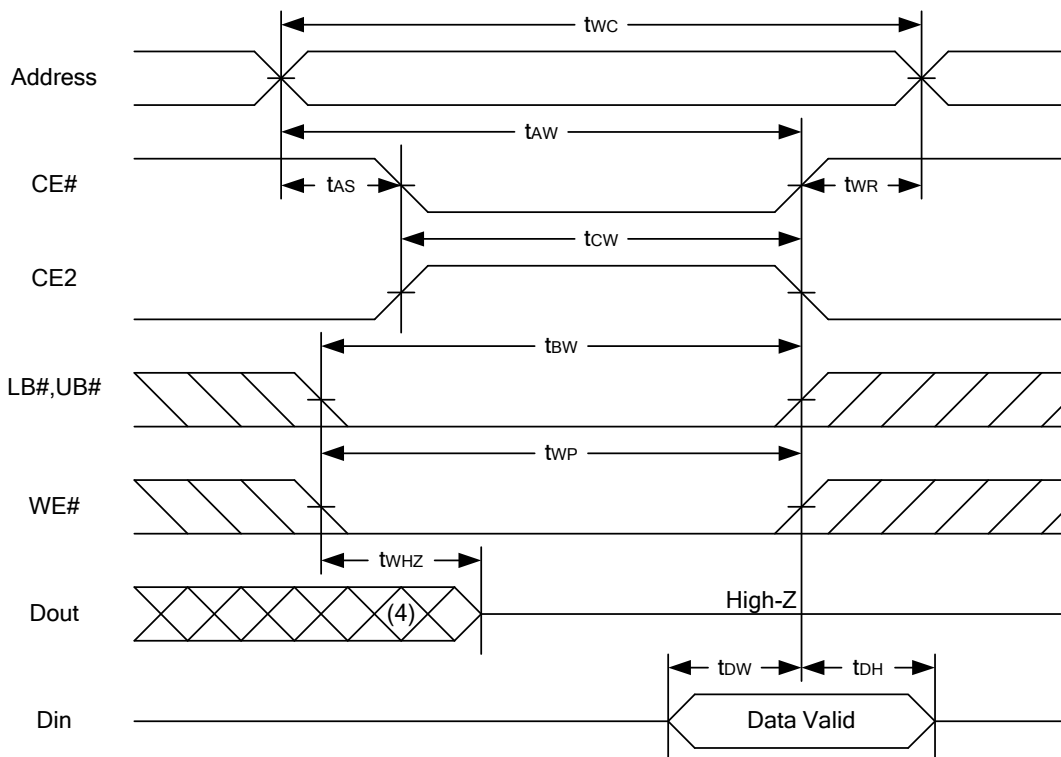 tWC
Address
tAW
CE#
tAS
tWR
tCW
CE2
tBW
LB#,UB#
tWP
WE#
tWHZ
Dout
(4)
High-Z
tDW
tDH
Din
Data Valid